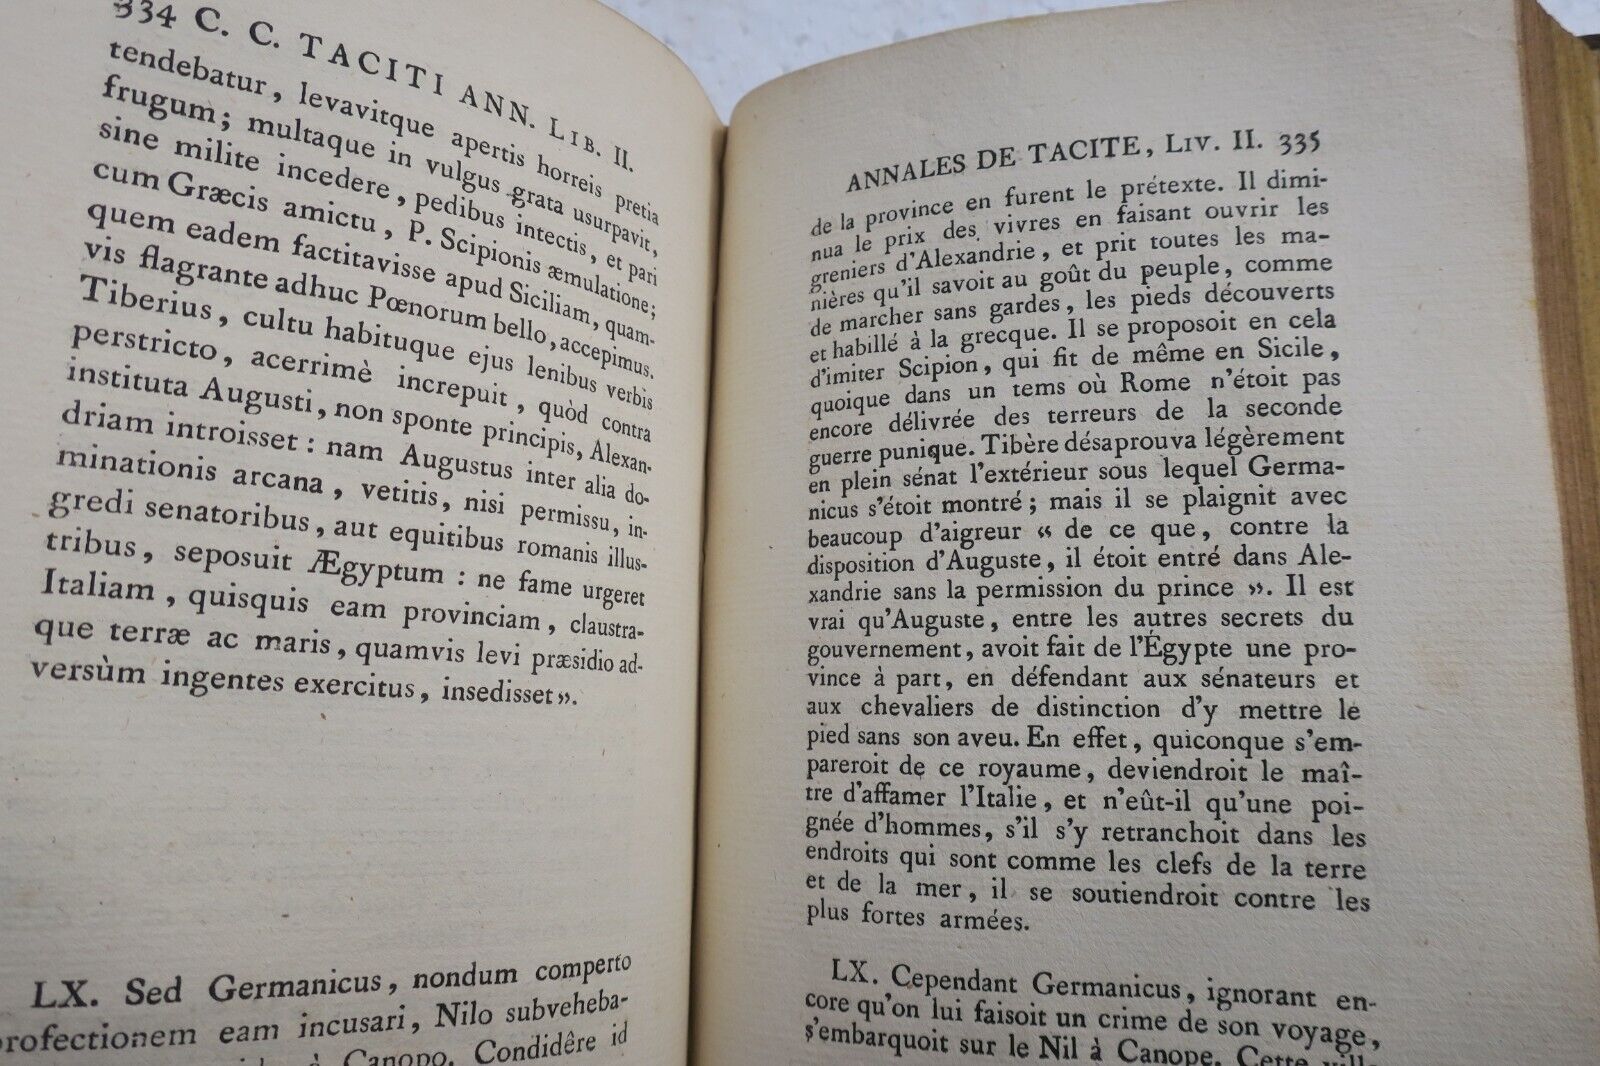 334 C. C. TACITI ANN. LIB. II.
tendebatur, levavitque apertis horreis pretia
frugum; multaque in vulgus grata usurpavit,
sine milite incedere, pedibus intectis, et pari
cum Græcis amictu, P. Scipionis æmulatione;
quem eadem factitavisse apud Siciliam, quam-
vis flagrante adhuc Pœnorum bello, accepimus.
Tiberius, cultu habituque ejus lenibus verbis
perstricto, acerrimè increpuit, quòd contra
instituta Augusti, non sponte principis, Alexan-
driam introisset : nam Augustus inter alia do-
minationis arcana, vetitis, nisi permissu, in-
gredi senatoribus, aut equitibus romanis illus-
tribus, seposuit Ægyptum : ne fame urgeret
Italiam, quisquis eam provinciam, claustra-
que terræ ac maris, quamvis levi præsidio ad-
versùm ingentes exercitus, insedisset ».
LX. Sed Germanicus, nondum comperto
profectionem eam incusari, Nilo subveheba-
à Canopo. Condidêre id
ANNALES DE TACITE, LIV. II. 335
de la province en furent le prétexte. Il dimi-
nua le prix des vivres en faisant ouvrir les
greniers d'Alexandrie, et prit toutes les ma-
nières qu'il savoit au goût du peuple, comme
de marcher sans gardes, les pieds découverts
et habillé à la grecque. Il se proposoit en cela
d'imiter Scipion, qui fit de même en Sicile,
quoique dans un tems où Rome n'étoit pas
encore délivrée des terreurs de la seconde
guerre punique. Tibère désaprouva légèrement
en plein sénat l'extérieur sous lequel Germa-
nicus s'étoit montré ; mais il se plaignit avec
beaucoup d'aigreur « de ce que, contre la
disposition d'Auguste, il étoit entré dans Ale-
xandrie sans la permission du prince ». Il est
vrai qu'Auguste, entre les autres secrets du
gouvernement, avoit fait de l'Égypte une pro-
vince à part, en défendant aux sénateurs et
aux chevaliers de distinction d'y mettre le
pied sans son aveu. En effet, quiconque s'em-
pareroit de ce royaume, deviendroit le maî-
tre d'affamer l'Italie, et n'eût-il qu'une poi-
gnée d'hommes, s'il s'y retranchoit dans les
endroits qui sont comme les clefs de la terre
et de la mer, il se soutiendroit contre les
plus fortes armées.
LX. Cependant Germanicus, ignorant en-
core qu'on lui faisoit un crime de son voyage,
s'embarquoit sur le Nil à Canope. Cette ville